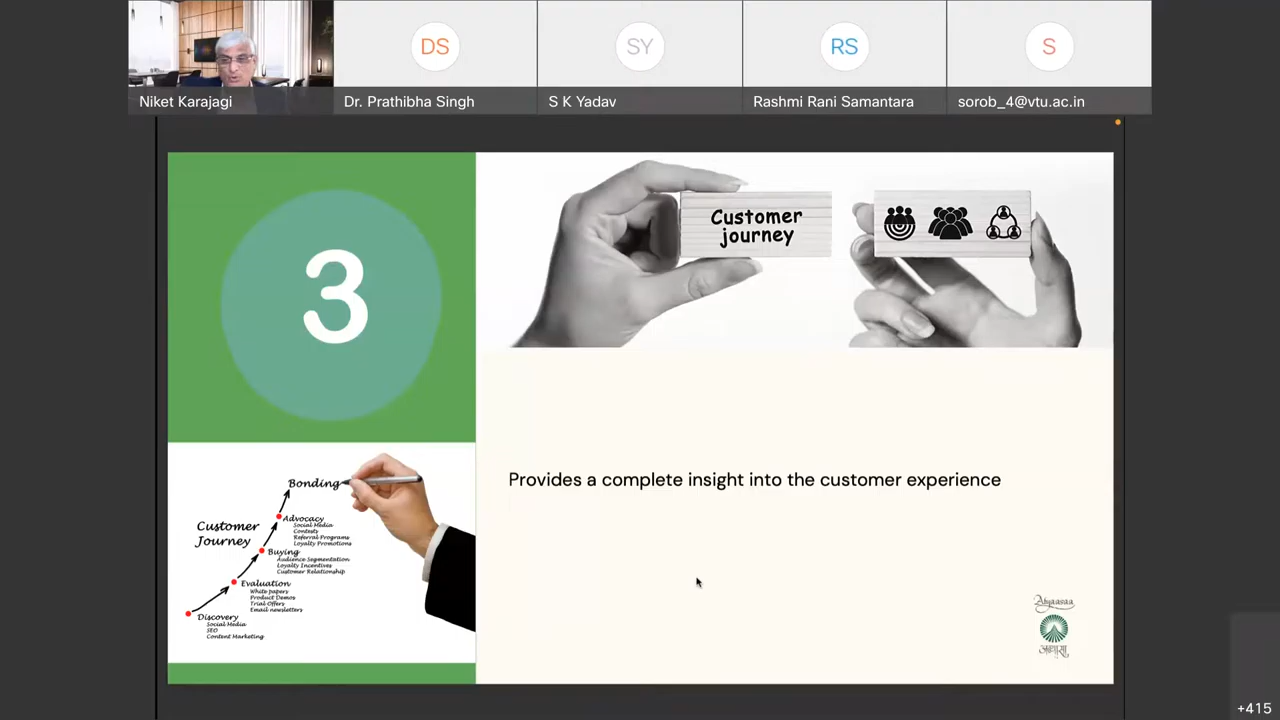 DS
SY
RS
S
Niket Karajagi
Dr. Prathibha Singh
S K Yadav
Rashmi Rani Samantara
sorob_4@vtu.ac.in
3
Customer
journey
Bonding
Customer
Journey
Advocacy
Social Media
Contests
Referral Programs
Loyalty Promotions
Buying
Audience Segmentation
Loyalty Incentives
Customer Relationship
Evaluation
White papers
Product Demos
Trial Offers
Email newsletters
Discovery
Social Media
SEO
Content Marketing
Provides a complete insight into the customer experience
Abyaasaa
+415